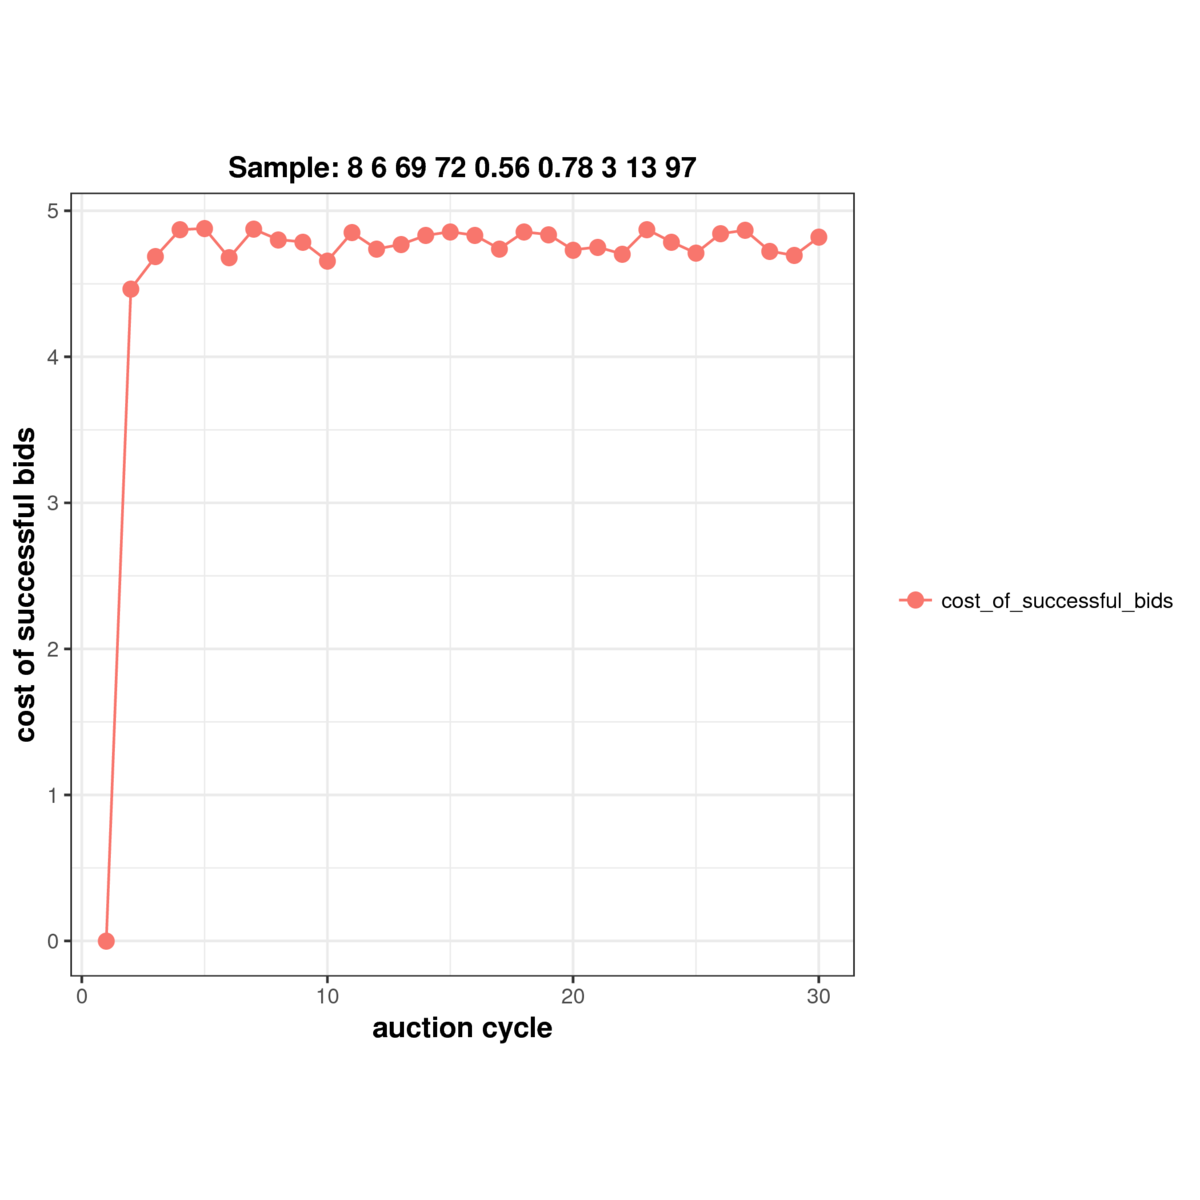 Sample: 8 6 69 72 0.56 0.78 3 13 97
5
4
3
2
1
0
cost of successful bids
0 10 20 30
auction cycle
cost_of_successful_bids